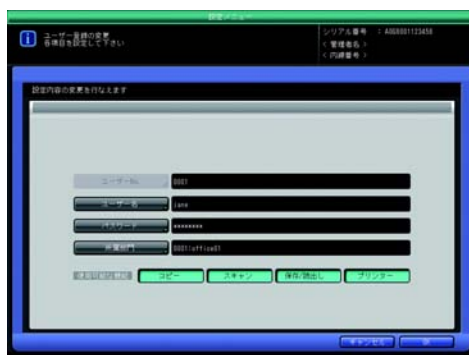 設定メニュー
ユーザー登録の変更
各項目を設定して下さい
シリアル番号 : A0G0001123456
< 管理者名 >
< 内線番号 >
設定内容の変更を行なえます
ユーザーNo. 0001
ユーザー名 jane
パスワード ********
所属部門 0001:office01
使用可能な機能 コピー スキャン 保存/読出し プリンター
キャンセル OK